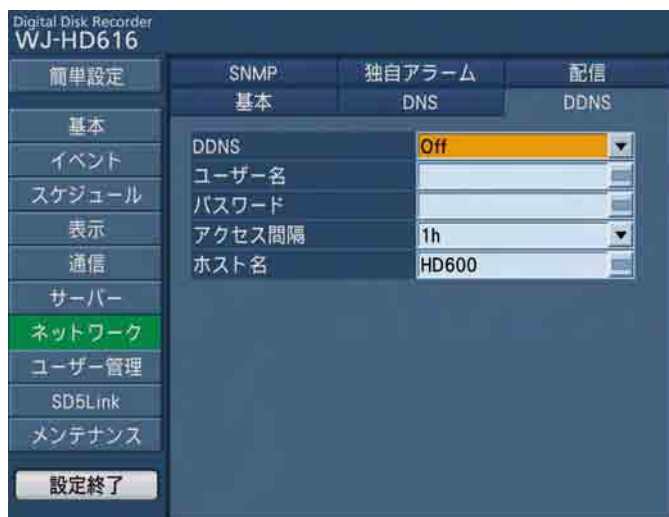 Digital Disk Recorder
WJ-HD616
簡単設定
基本
イベント
スケジュール
表示
通信
サーバー
ネットワーク
ユーザー管理
SD5Link
メンテナンス
設定終了
SNMP 独自アラーム 配信
基本 DNS DDNS
DDNS Off
ユーザー名
パスワード
アクセス間隔 1h
ホスト名 HD600